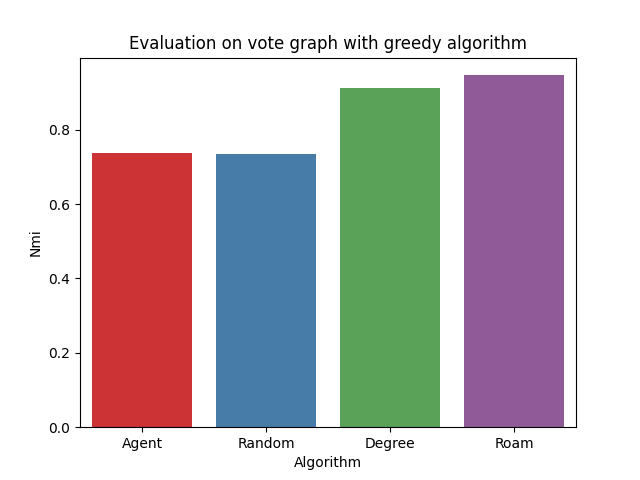 Evaluation on vote graph with greedy algorithm
0.8
0.6
0.4
0.2
0.0
Nmi
Agent Random Degree Roam
Algorithm